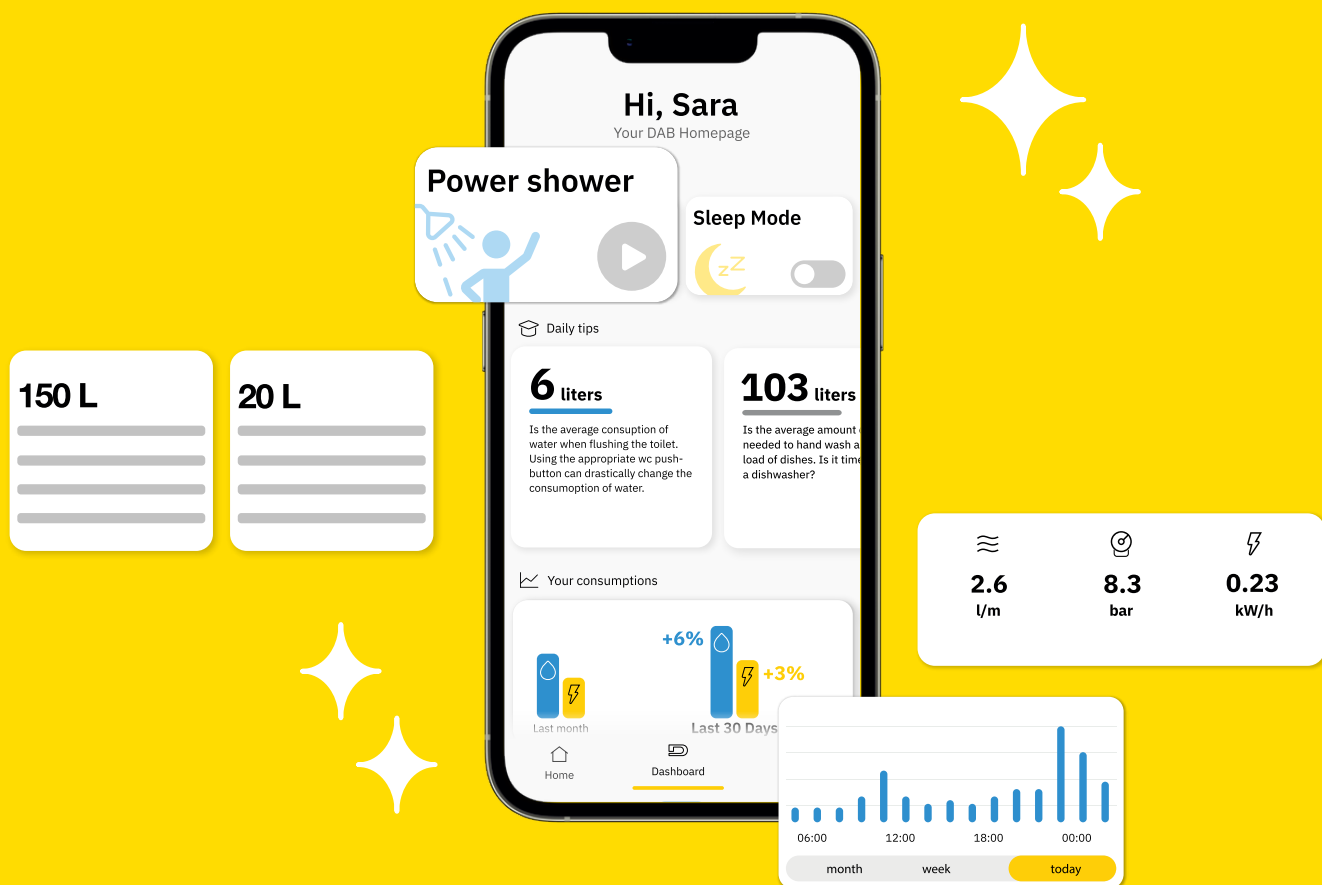 Hi, Sara
Your DAB Homepage
Power shower
Sleep Mode
zZ
Daily tips
150 L
20 L
6 liters
Is the average consuption of
water when flushing the toilet.
Using the appropriate wc push-
button can drastically change the
consumoption of water.
103 liters
Is the average amount
needed to hand wash a
load of dishes. Is it time
a dishwasher?
2.6
l/m
8.3
bar
0.23
kW/h
Your consumptions
+6%
+3%
Last month
Last 30 Days
Home
Dashboard
06:00 12:00 18:00 00:00
month week today